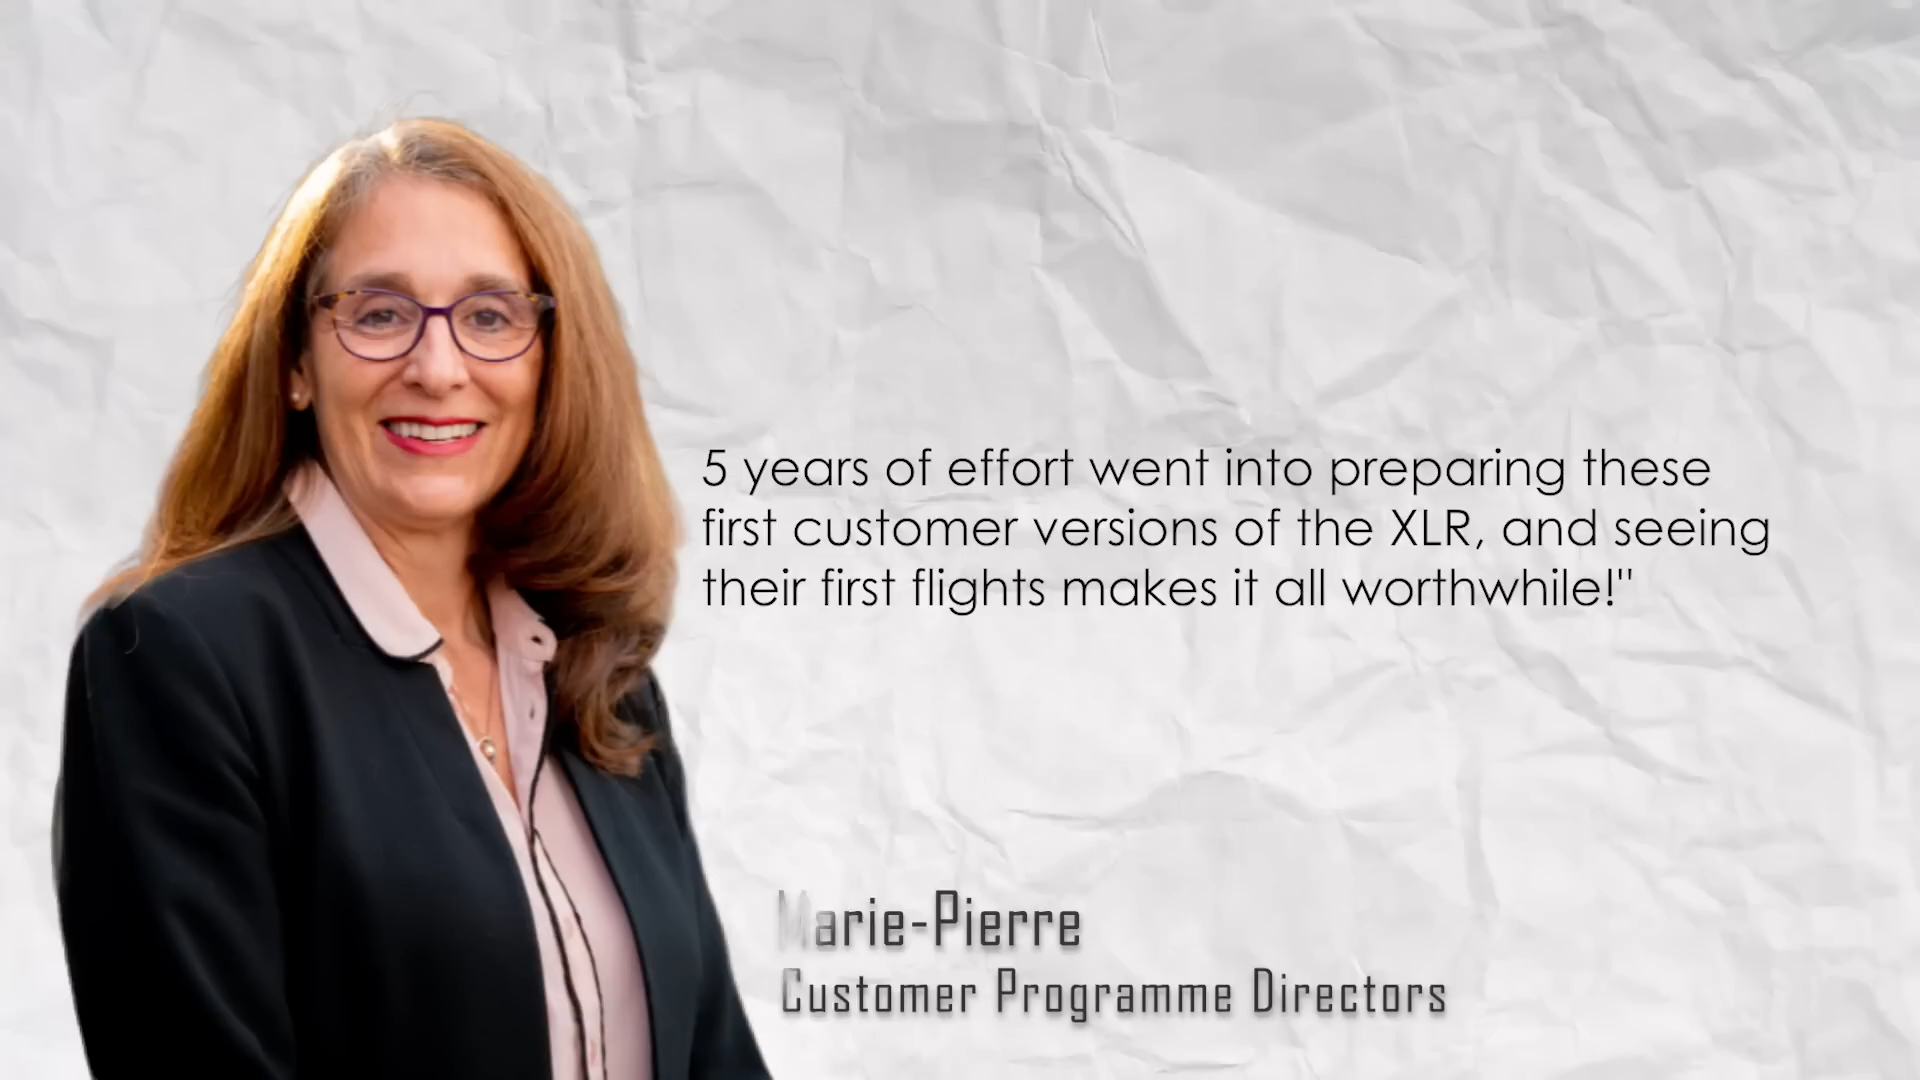 5 years of effort went into preparing these
first customer versions of the XLR, and seeing
their first flights makes it all worthwhile!"
Marie-Pierre
Customer Programme Directors